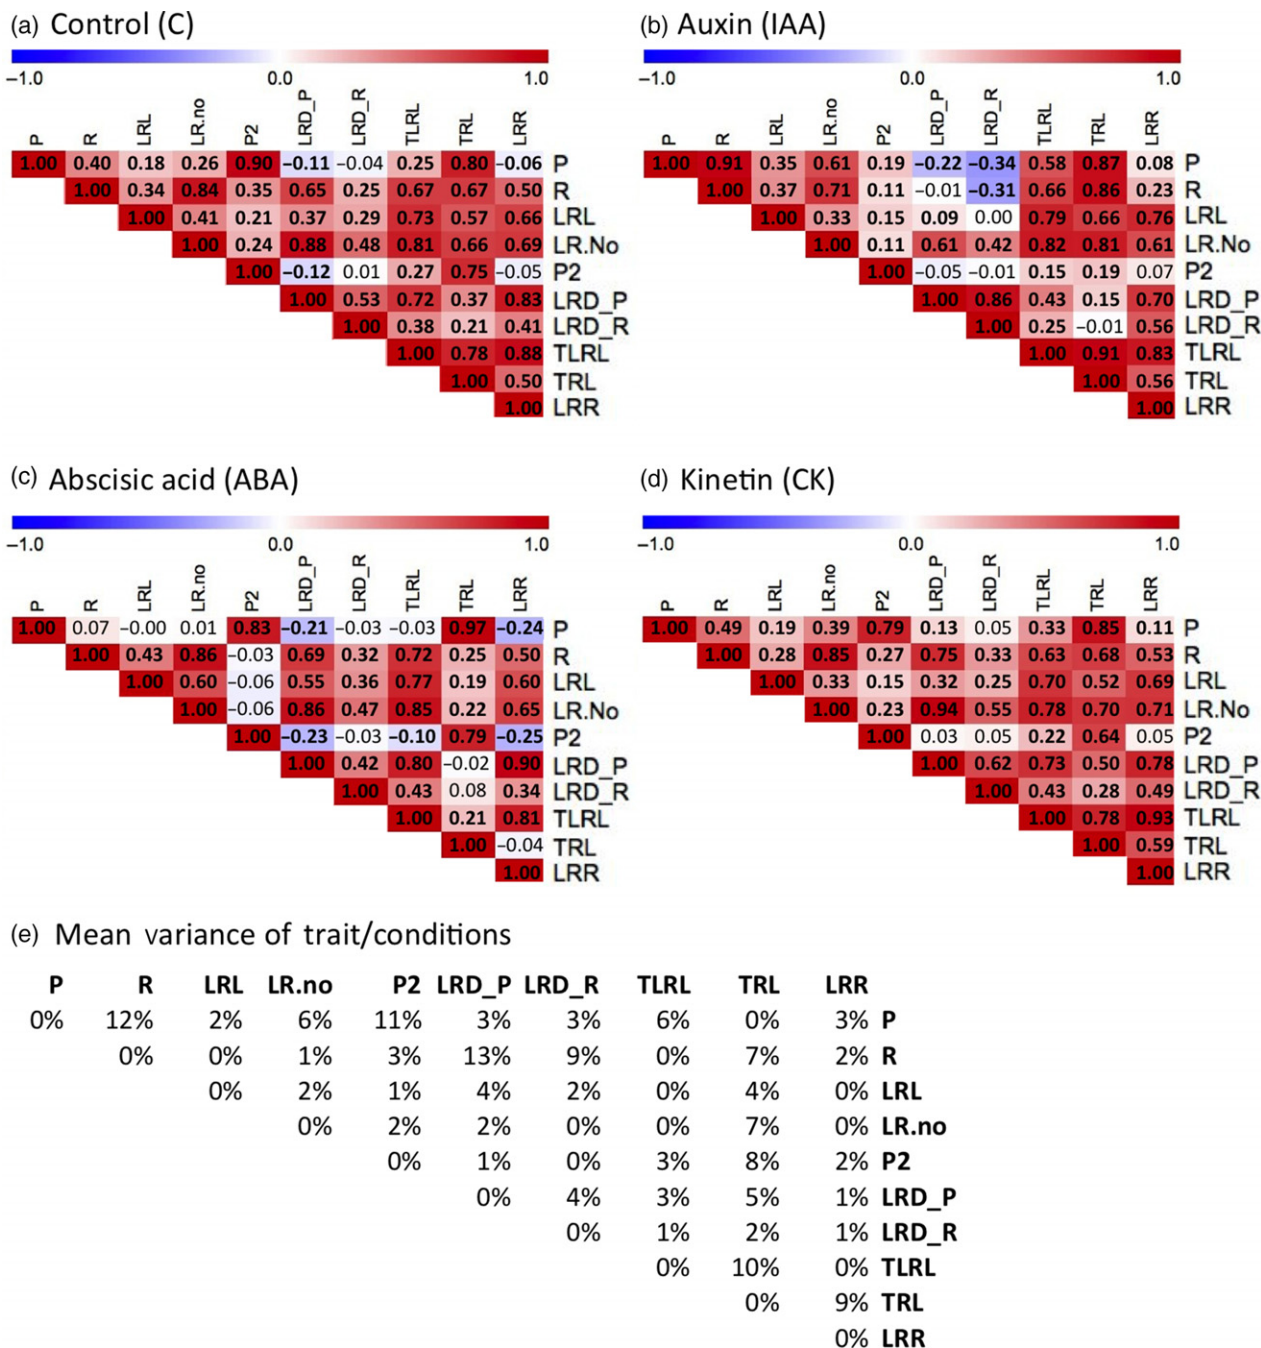 (a) Control (C)
–1.0 0.0 1.0
P R LRL LR.no P2 LRD_P LRD_R TLRL TRL LRR
1.00 0.40 0.18 0.26 0.90 –0.11 –0.04 0.25 0.80 –0.06 P
1.00 0.34 0.84 0.35 0.65 0.25 0.67 0.67 0.50 R
1.00 0.41 0.21 0.37 0.29 0.73 0.57 0.66 LRL
1.00 0.24 0.88 0.48 0.81 0.66 0.69 LR.No
1.00 –0.12 0.01 0.27 0.75 –0.05 P2
1.00 0.53 0.72 0.37 0.83 LRD_P
1.00 0.38 0.21 0.41 LRD_R
1.00 0.78 0.88 TLRL
1.00 0.50 TRL
1.00 LRR
(b) Auxin (IAA)
–1.0 0.0 1.0
P R LRL LR.no P2 LRD_P LRD_R TLRL TRL LRR
1.00 0.91 0.35 0.61 0.19 –0.22 –0.34 0.58 0.87 0.08 P
1.00 0.37 0.71 0.11 –0.01 –0.31 0.66 0.86 0.23 R
1.00 0.33 0.15 0.09 0.00 0.79 0.66 0.76 LRL
1.00 0.11 0.61 0.42 0.82 0.81 0.61 LR.No
1.00 –0.05 –0.01 0.15 0.19 0.07 P2
1.00 0.86 0.43 0.15 0.70 LRD_P
1.00 0.25 –0.01 0.56 LRD_R
1.00 0.91 0.83 TLRL
1.00 0.56 TRL
1.00 LRR
(c) Abscisic acid (ABA)
–1.0 0.0 1.0
P R LRL LR.no P2 LRD_P LRD_R TLRL TRL LRR
1.00 0.07 –0.00 0.01 0.83 –0.21 –0.03 –0.03 0.97 –0.24 P
1.00 0.43 0.86 –0.03 0.69 0.32 0.72 0.25 0.50 R
1.00 0.60 –0.06 0.55 0.36 0.77 0.19 0.60 LRL
1.00 –0.06 0.86 0.47 0.85 0.22 0.65 LR.No
1.00 –0.23 –0.03 –0.10 0.79 –0.25 P2
1.00 0.42 0.80 –0.02 0.90 LRD_P
1.00 0.43 0.08 0.34 LRD_R
1.00 0.21 0.81 TLRL
1.00 –0.04 TRL
1.00 LRR
(d) Kinetin (CK)
–1.0 0.0 1.0
P R LRL LR.no P2 LRD_P LRD_R TLRL TRL LRR
1.00 0.49 0.19 0.39 0.79 0.13 0.05 0.33 0.85 0.11 P
1.00 0.28 0.85 0.27 0.75 0.33 0.63 0.68 0.53 R
1.00 0.33 0.15 0.32 0.25 0.70 0.52 0.69 LRL
1.00 0.23 0.94 0.55 0.78 0.70 0.71 LR.No
1.00 0.03 0.05 0.22 0.64 0.05 P2
1.00 0.62 0.73 0.50 0.78 LRD_P
1.00 0.43 0.28 0.49 LRD_R
1.00 0.78 0.93 TLRL
1.00 0.59 TRL
1.00 LRR
(e) Mean variance of trait/conditions
P R LRL LR.no P2 LRD_P LRD_R TLRL TRL LRR
0% 12% 2% 6% 11% 3% 3% 6% 0% 3% P
0% 0% 1% 3% 13% 9% 0% 7% 2% R
0% 2% 1% 4% 2% 0% 4% 0% LRL
0% 2% 2% 0% 0% 7% 0% LR.no
0% 1% 0% 3% 8% 2% P2
0% 4% 3% 5% 1% LRD_P
0% 1% 2% 1% LRD_R
0% 10% 0% TLRL
0% 9% TRL
0% LRR